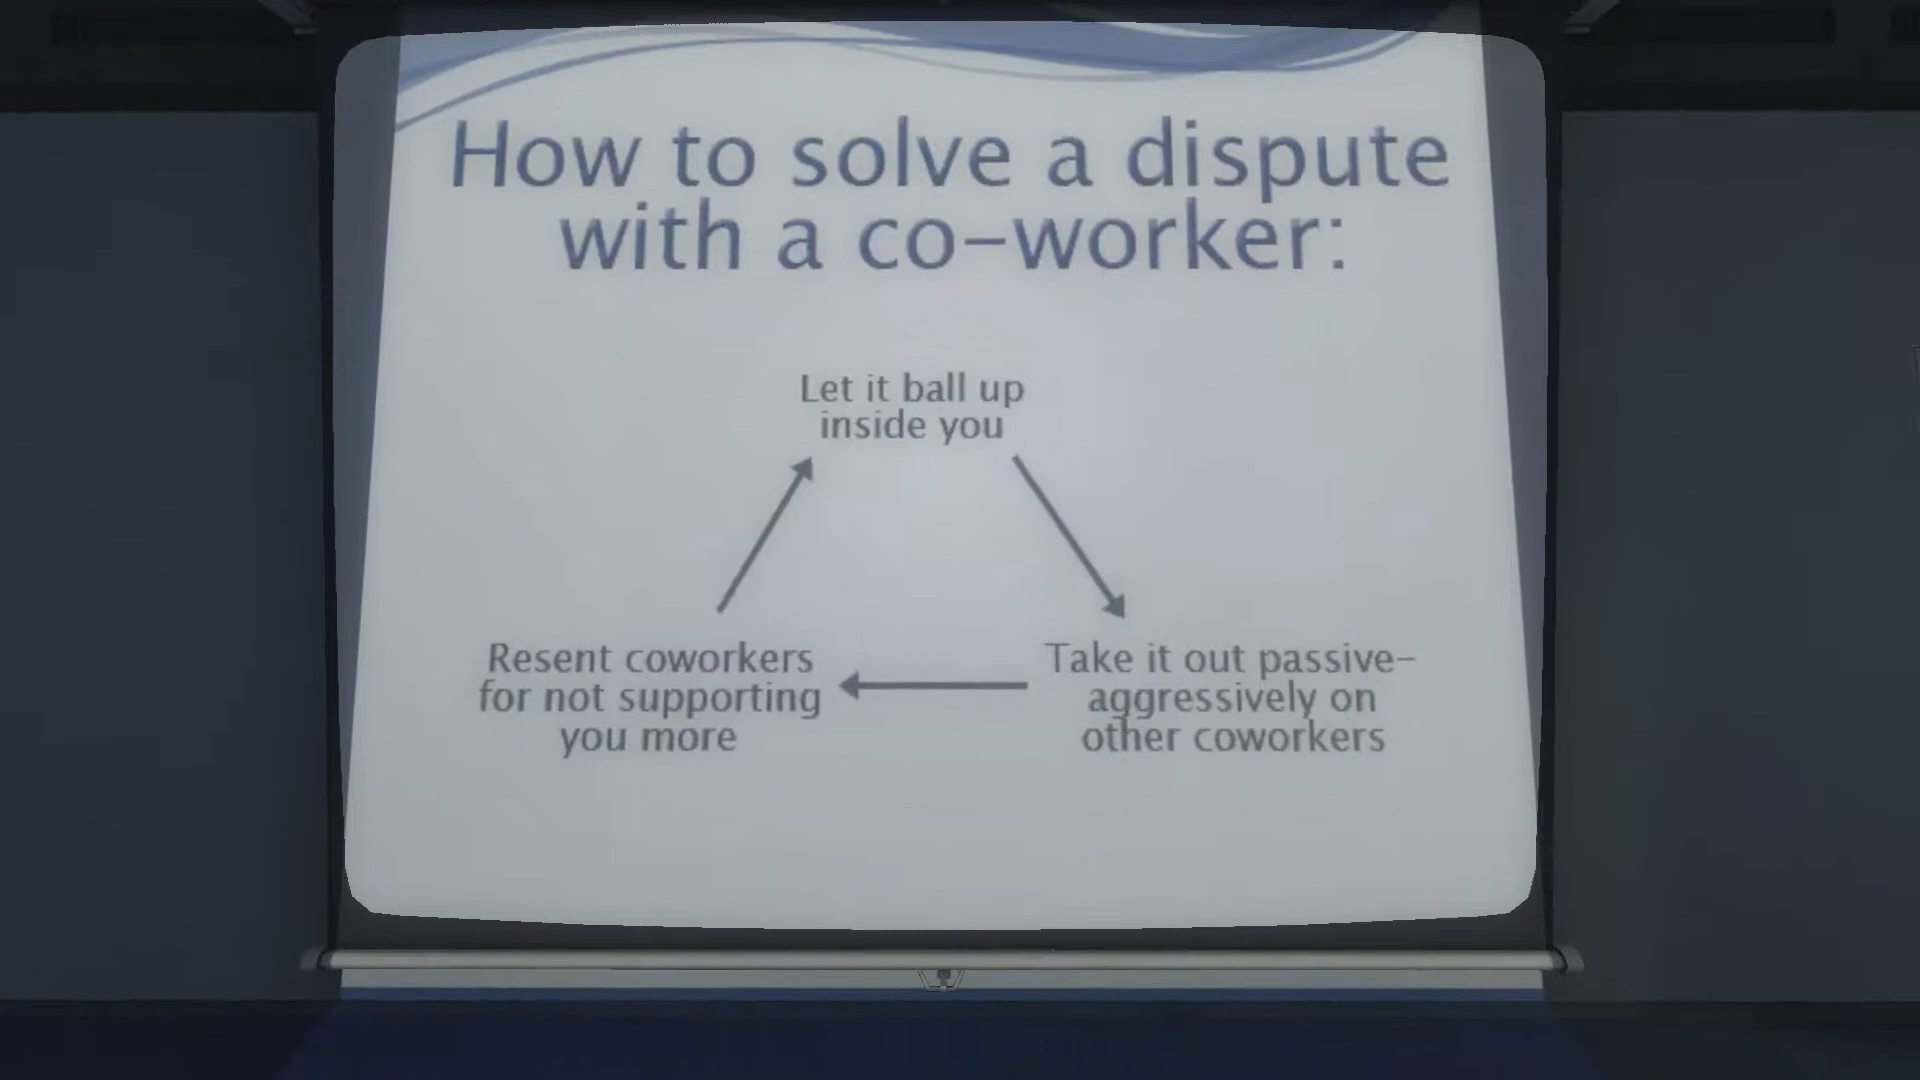 How to solve a dispute
with a co-worker:
Let it ball up
inside you
Take it out passive-
aggressively on
other coworkers
Resent coworkers
for not supporting
you more